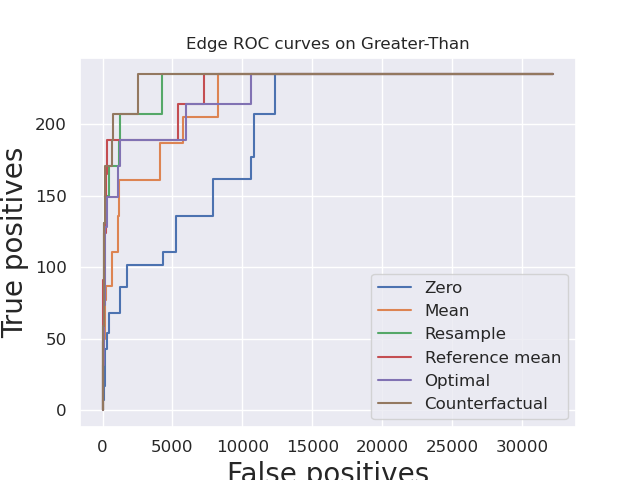 Edge ROC curves on Greater-Than
True positives
200
150
100
50
0
Zero
Mean
Resample
Reference mean
Optimal
Counterfactual
0 5000 10000 15000 20000 25000 30000
False positives